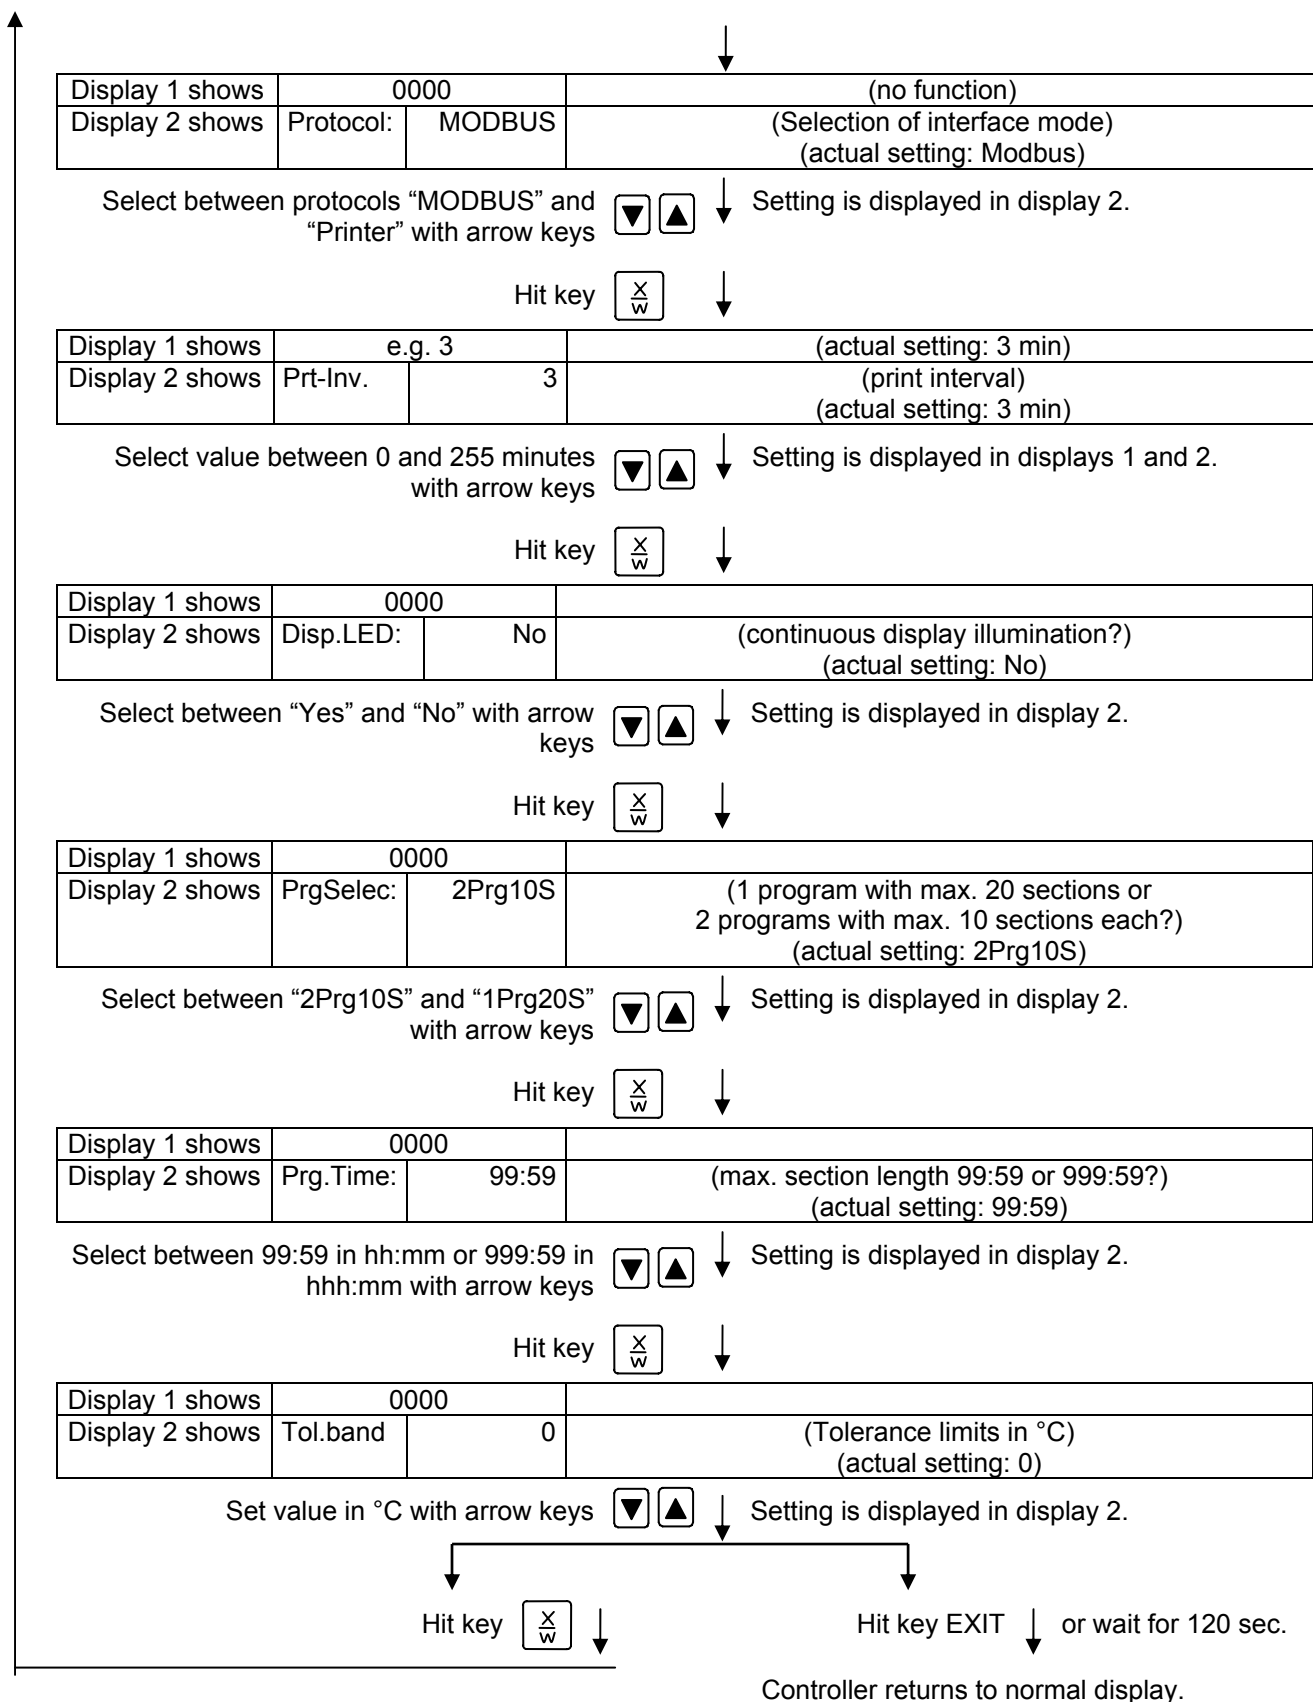 Display 1 shows 0000 (no function)
Display 2 shows Protocol: MODBUS (Selection of interface mode)
(actual setting: Modbus)
Select between protocols “MODBUS” and Setting is displayed in display 2.
“Printer” with arrow keys
Hit key X W
Display 1 shows e.g. 3 (actual setting: 3 min)
Display 2 shows Prt-Inv. 3 (print interval)
(actual setting: 3 min)
Select value between 0 and 255 minutes Setting is displayed in displays 1 and 2.
with arrow keys
Hit key X W
Display 1 shows 0000
Display 2 shows Disp.LED: No (continuous display illumination?)
(actual setting: No)
Select between “Yes” and “No” with arrow Setting is displayed in display 2.
keys
Hit key X W
Display 1 shows 0000
Display 2 shows PrgSelec: 2Prg10S (1 program with max. 20 sections or
2 programs with max. 10 sections each?)
(actual setting: 2Prg10S)
Select between “2Prg10S” and “1Prg20S” Setting is displayed in display 2.
with arrow keys
Hit key X W
Display 1 shows 0000
Display 2 shows Prg.Time: 99:59 (max. section length 99:59 or 999:59?)
(actual setting: 99:59)
Select between 99:59 in hh:mm or 999:59 in Setting is displayed in display 2.
hhh:mm with arrow keys
Hit key X W
Display 1 shows 0000
Display 2 shows Tol.band 0 (Tolerance limits in °C)
(actual setting: 0)
Set value in °C with arrow keys Setting is displayed in display 2.
Hit key X W Hit key EXIT or wait for 120 sec.
Controller returns to normal display.